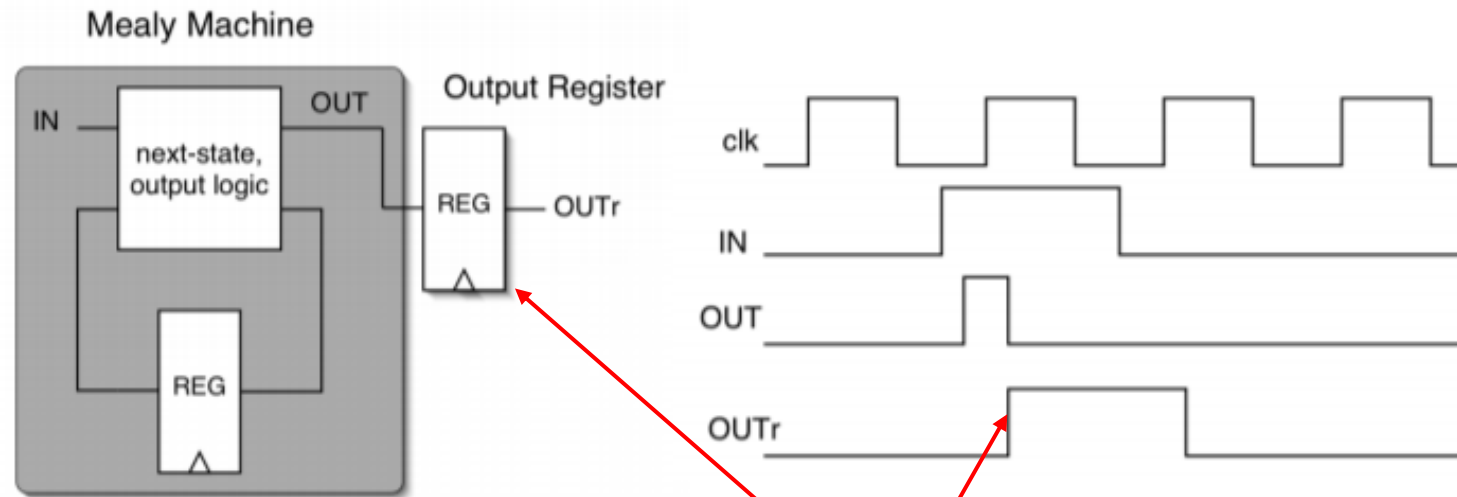 Mealy Machine
IN
OUT
next-state,
output logic
REG
Output Register
REG
OUTr
clk
IN
OUT
OUTr